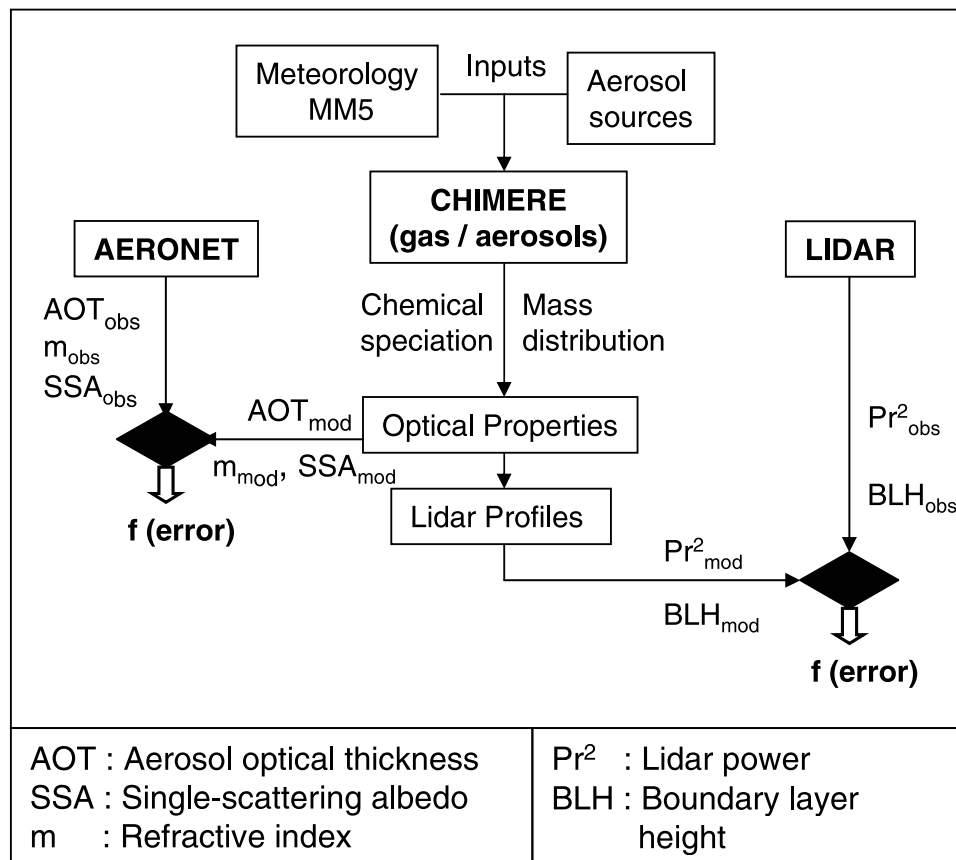 Meteorology
MM5
Inputs
Aerosol
sources
CHIMERE
(gas / aerosols)
AERONET
LIDAR
AOTobs
mobs
SSAobs
Chemical
speciation
Mass
distribution
AOTmod
Optical Properties
mmod, SSAmod
Pr²obs
BLHobs
f (error)
Lidar Profiles
Pr²mod
BLHmod
f (error)
AOT : Aerosol optical thickness
SSA : Single-scattering albedo
m : Refractive index
Pr² : Lidar power
BLH : Boundary layer
height